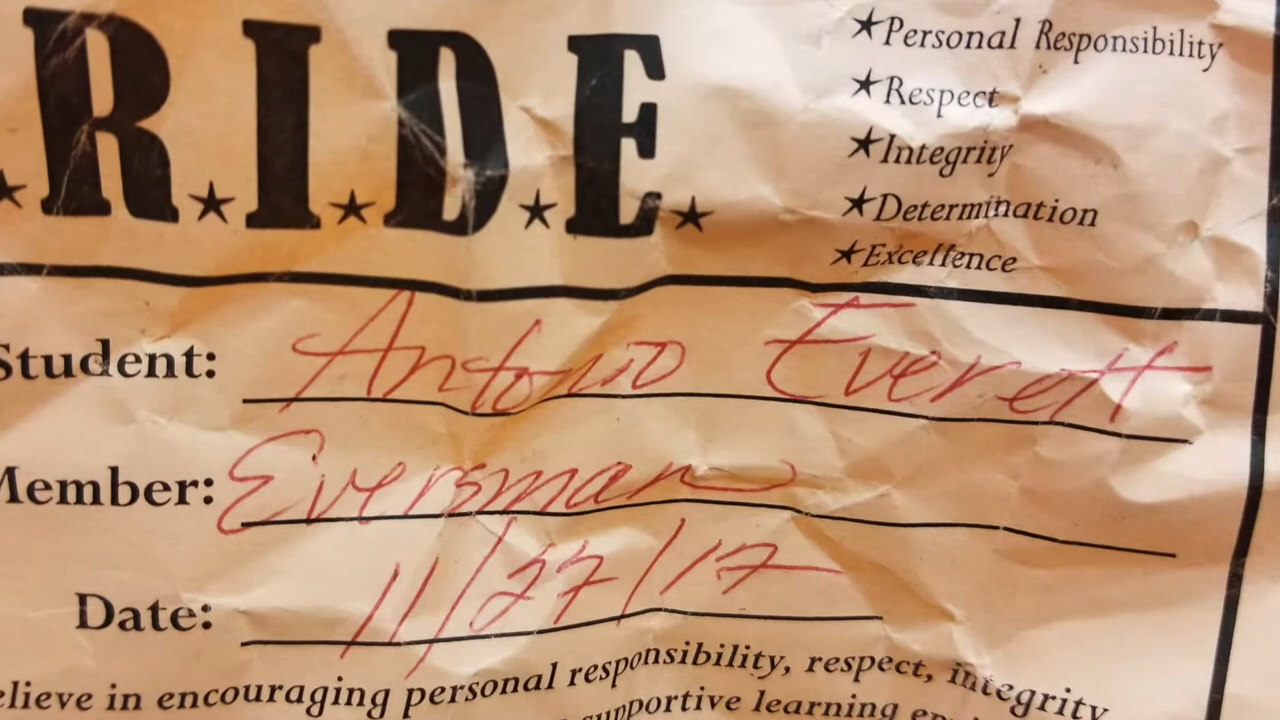 ★R★I★D★E★
★Personal Responsibility
★Respect
★Integrity
★Determination
★Excellence
Student: Antonio Everett
Member: Eversman
Date: 11/27/17
elieve in encouraging personal responsibility, respect, integrity
supportive learning